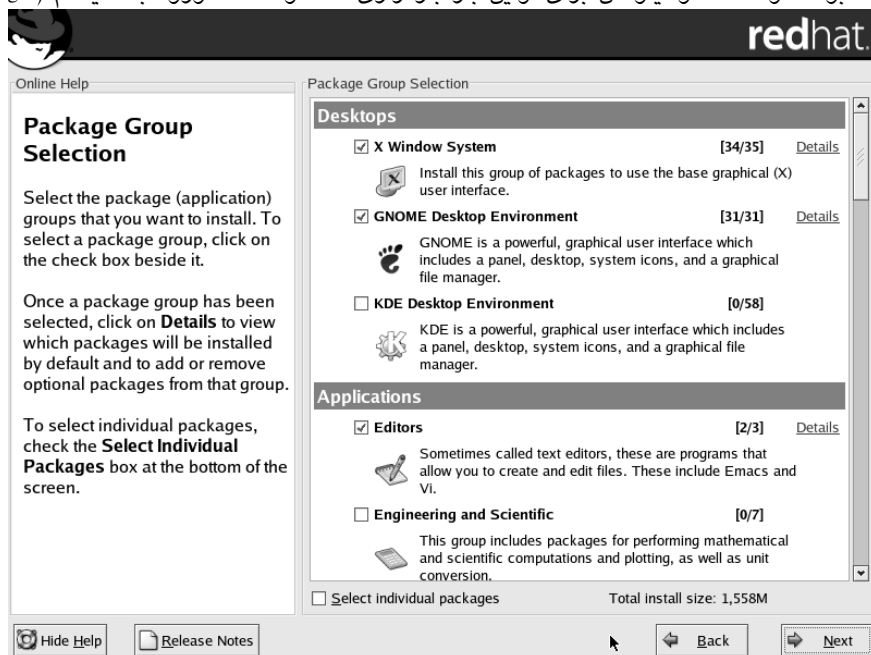 redhat.
Online Help
Package Group
Selection
Select the package (application)
groups that you want to install. To
select a package group, click on
the check box beside it.
Once a package group has been
selected, click on Details to view
which packages will be installed
by default and to add or remove
optional packages from that group.
To select individual packages,
check the Select Individual
Packages box at the bottom of the
screen.
Package Group Selection
Desktops
X Window System [34/35] Details
Install this group of packages to use the base graphical (X)
user interface.
GNOME Desktop Environment [31/31] Details
GNOME is a powerful, graphical user interface which
includes a panel, desktop, system icons, and a graphical
file manager.
KDE Desktop Environment [0/58]
KDE is a powerful, graphical user interface which includes
a panel, desktop, system icons, and a graphical file
manager.
Applications
Editors [2/3] Details
Sometimes called text editors, these are programs that
allow you to create and edit files. These include Emacs and
Vi.
Engineering and Scientific [0/7]
This group includes packages for performing mathematical
and scientific computations and plotting, as well as unit
conversion.
Select individual packages Total install size: 1,558M
Hide Help Release Notes Back Next